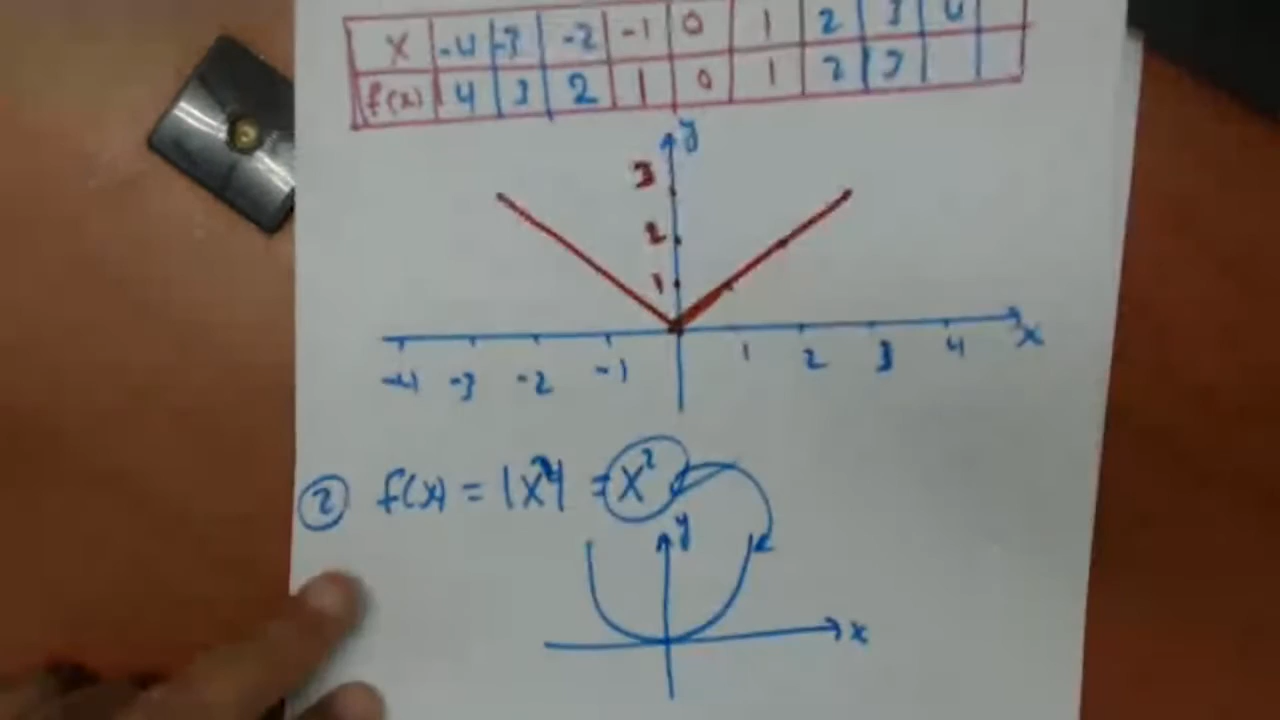 x -4 -3 -2 -1 0 1 2 3 4
f(x) 4 3 2 1 0 1 2 3
y
3
2
1
-4 -3 -2 -1 1 2 3 4 x
② f(x) = |x²| = x²
y
x